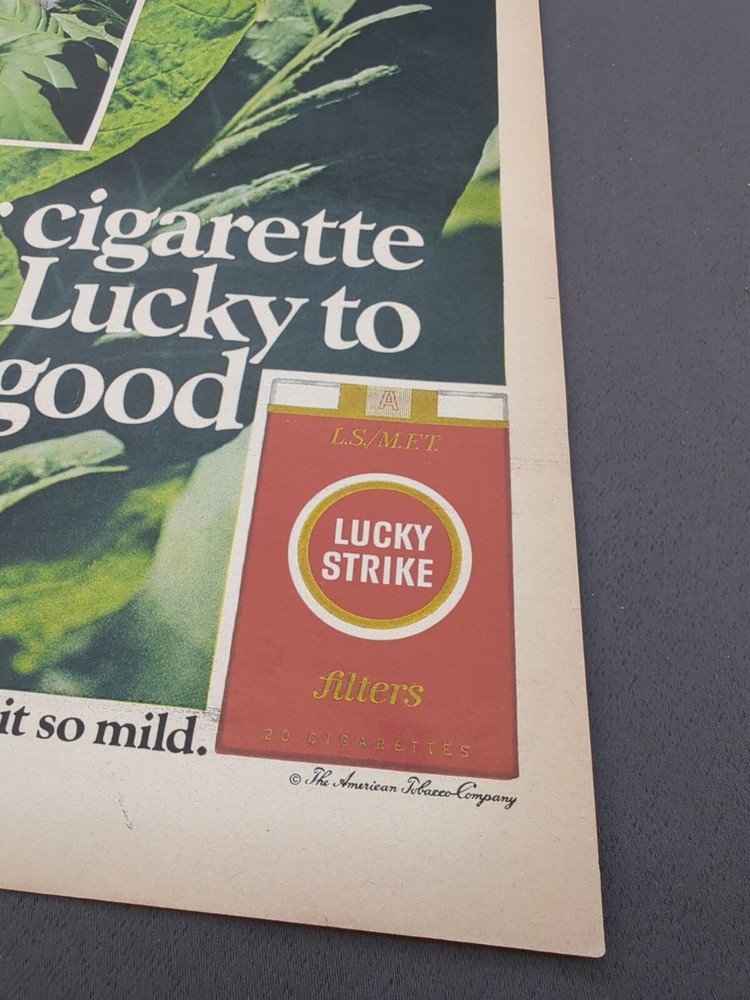 cigarette
Lucky to
good
A
L.S./M.F.T.
LUCKY
STRIKE
filters
20 CIGARETTES
it so mild.
© The American Tobacco Company